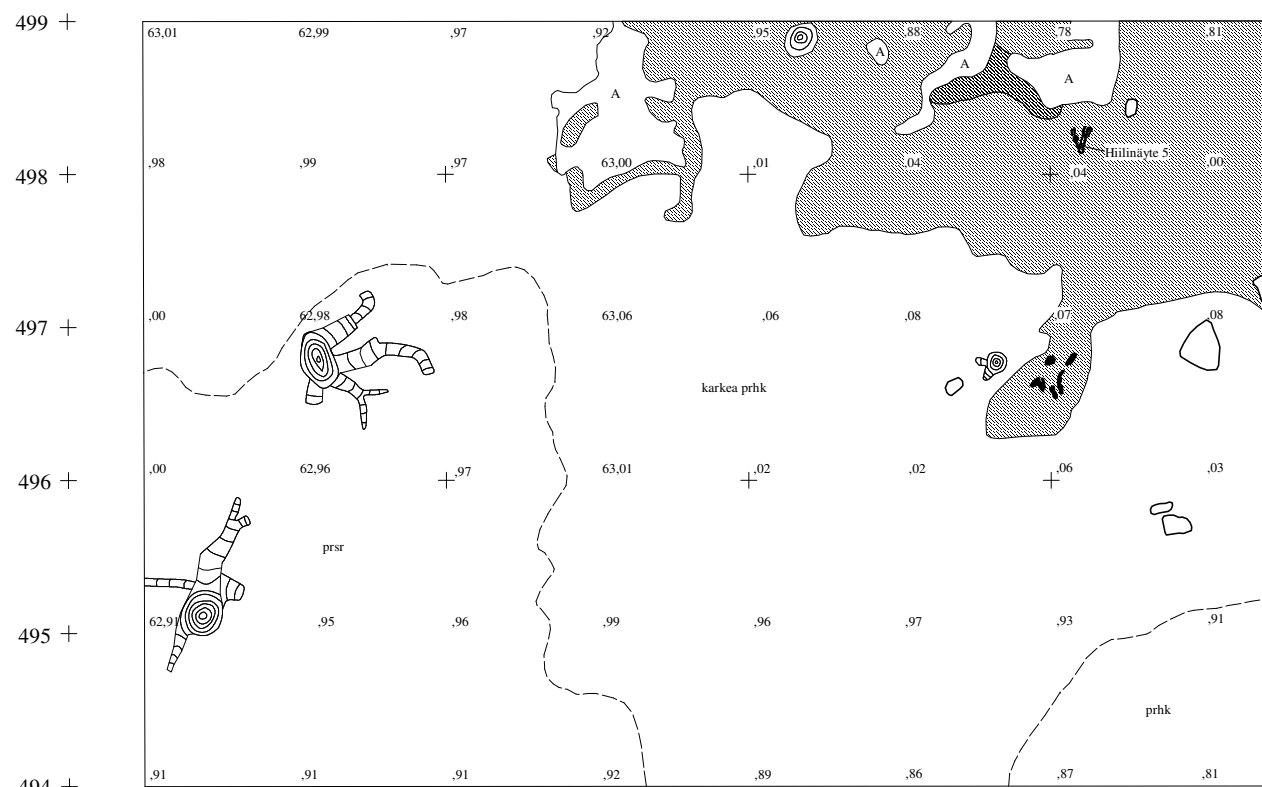 499
63,01 62,99 ,97 ,92 ,95 ,88 ,78 ,81
A
A
A
A
Hiilinäyte 5
498
,98 ,99 ,97 63,00 ,01 ,04 ,04 ,00
497
,00 62,98 ,98 63,06 ,06 ,08 ,07 ,08
karkea prhk
496
,00 62,96 ,97 63,01 ,02 ,02 ,06 ,03
prsr
495
62,91 ,95 ,96 ,99 ,96 ,97 ,93 ,91
prhk
494
,91 ,91 ,91 ,92 ,89 ,86 ,87 ,81